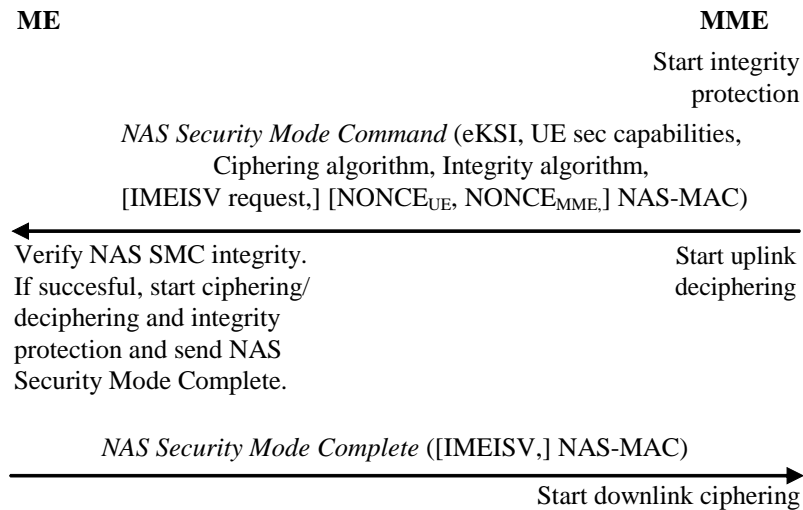 ME
MME
Start integrity
protection
NAS Security Mode Command (eKSI, UE sec capabilities,
Ciphering algorithm, Integrity algorithm,
[IMEISV request,] [NONCEUE, NONCEMME,] NAS-MAC)
Verify NAS SMC integrity.
If succesful, start ciphering/
deciphering and integrity
protection and send NAS
Security Mode Complete.
Start uplink
deciphering
NAS Security Mode Complete ([IMEISV,] NAS-MAC)
Start downlink ciphering